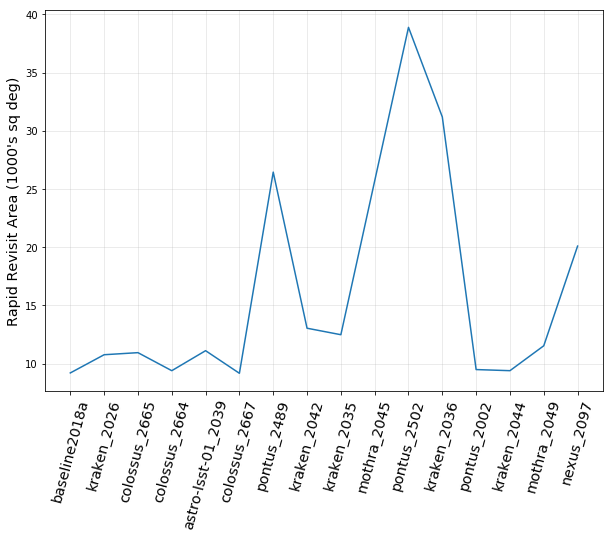 Rapid Revisit Area (1000's sq deg)
40
35
30
25
20
15
10
baseline2018a
kraken_2026
colossus_2665
colossus_2664
astro-lsst-01_2039
colossus_2667
pontus_2489
kraken_2042
kraken_2035
mothra_2045
pontus_2502
kraken_2036
pontus_2002
kraken_2044
mothra_2049
nexus_2097